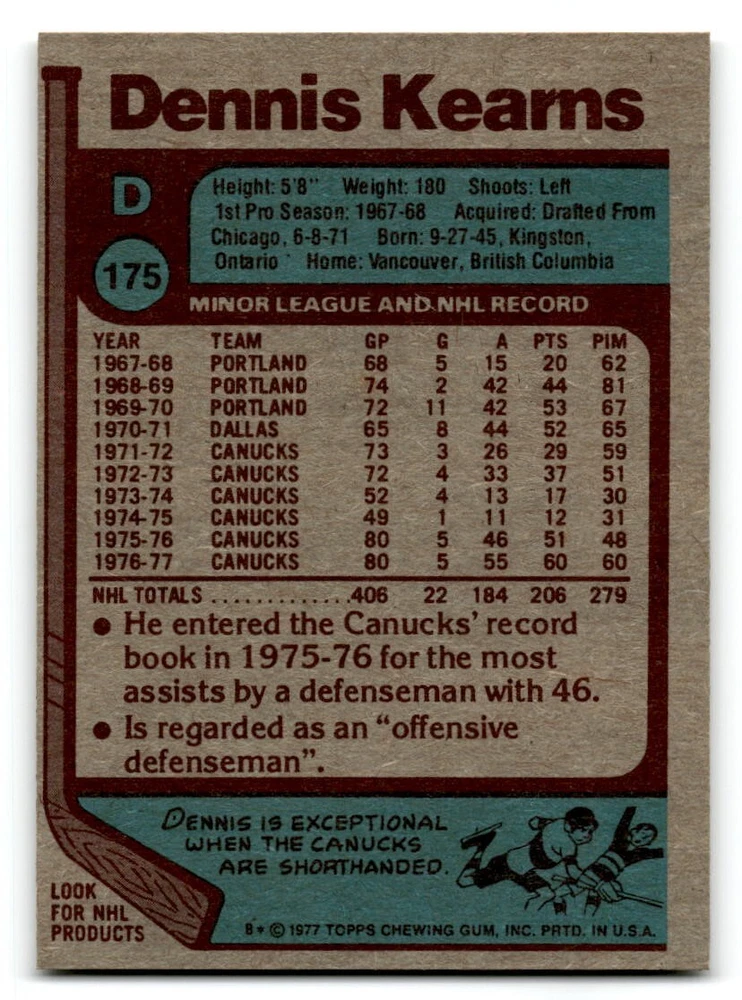 Dennis Kearns
D
175
Height: 5'8" Weight: 180 Shoots: Left
1st Pro Season: 1967-68 Acquired: Drafted From
Chicago, 6-8-71 Born: 9-27-45, Kingston,
Ontario Home: Vancouver, British Columbia
MINOR LEAGUE AND NHL RECORD
YEAR TEAM GP G A PTS PIM
1967-68 PORTLAND 68 5 15 20 62
1968-69 PORTLAND 74 2 42 44 81
1969-70 PORTLAND 72 11 42 53 67
1970-71 DALLAS 65 8 44 52 65
1971-72 CANUCKS 73 3 26 29 59
1972-73 CANUCKS 72 4 33 37 51
1973-74 CANUCKS 52 4 13 17 30
1974-75 CANUCKS 49 1 11 12 31
1975-76 CANUCKS 80 5 46 51 48
1976-77 CANUCKS 80 5 55 60 60
NHL TOTALS .............406 22 184 206 279
● He entered the Canucks' record
book in 1975-76 for the most
assists by a defenseman with 46.
● Is regarded as an "offensive
defenseman".
DENNIS IS EXCEPTIONAL
WHEN THE CANUCKS
ARE SHORTHANDED.
LOOK
FOR NHL
PRODUCTS
B* © 1977 TOPPS CHEWING GUM, INC. PRTD. IN U.S.A.